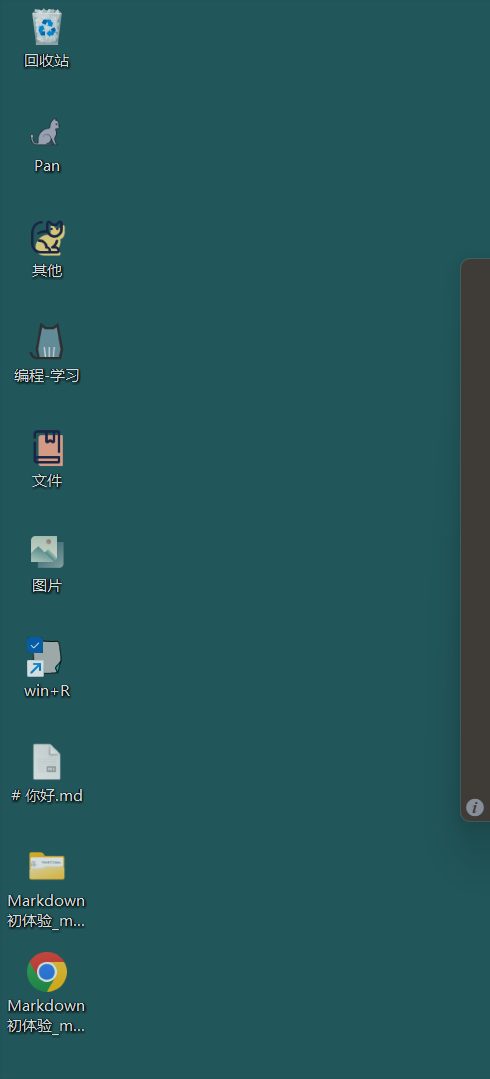 回收站
Pan
其他
编程-学习
文件
图片
win+R
# 你好.md
Markdown
初体验_m...
Markdown
初体验_m...